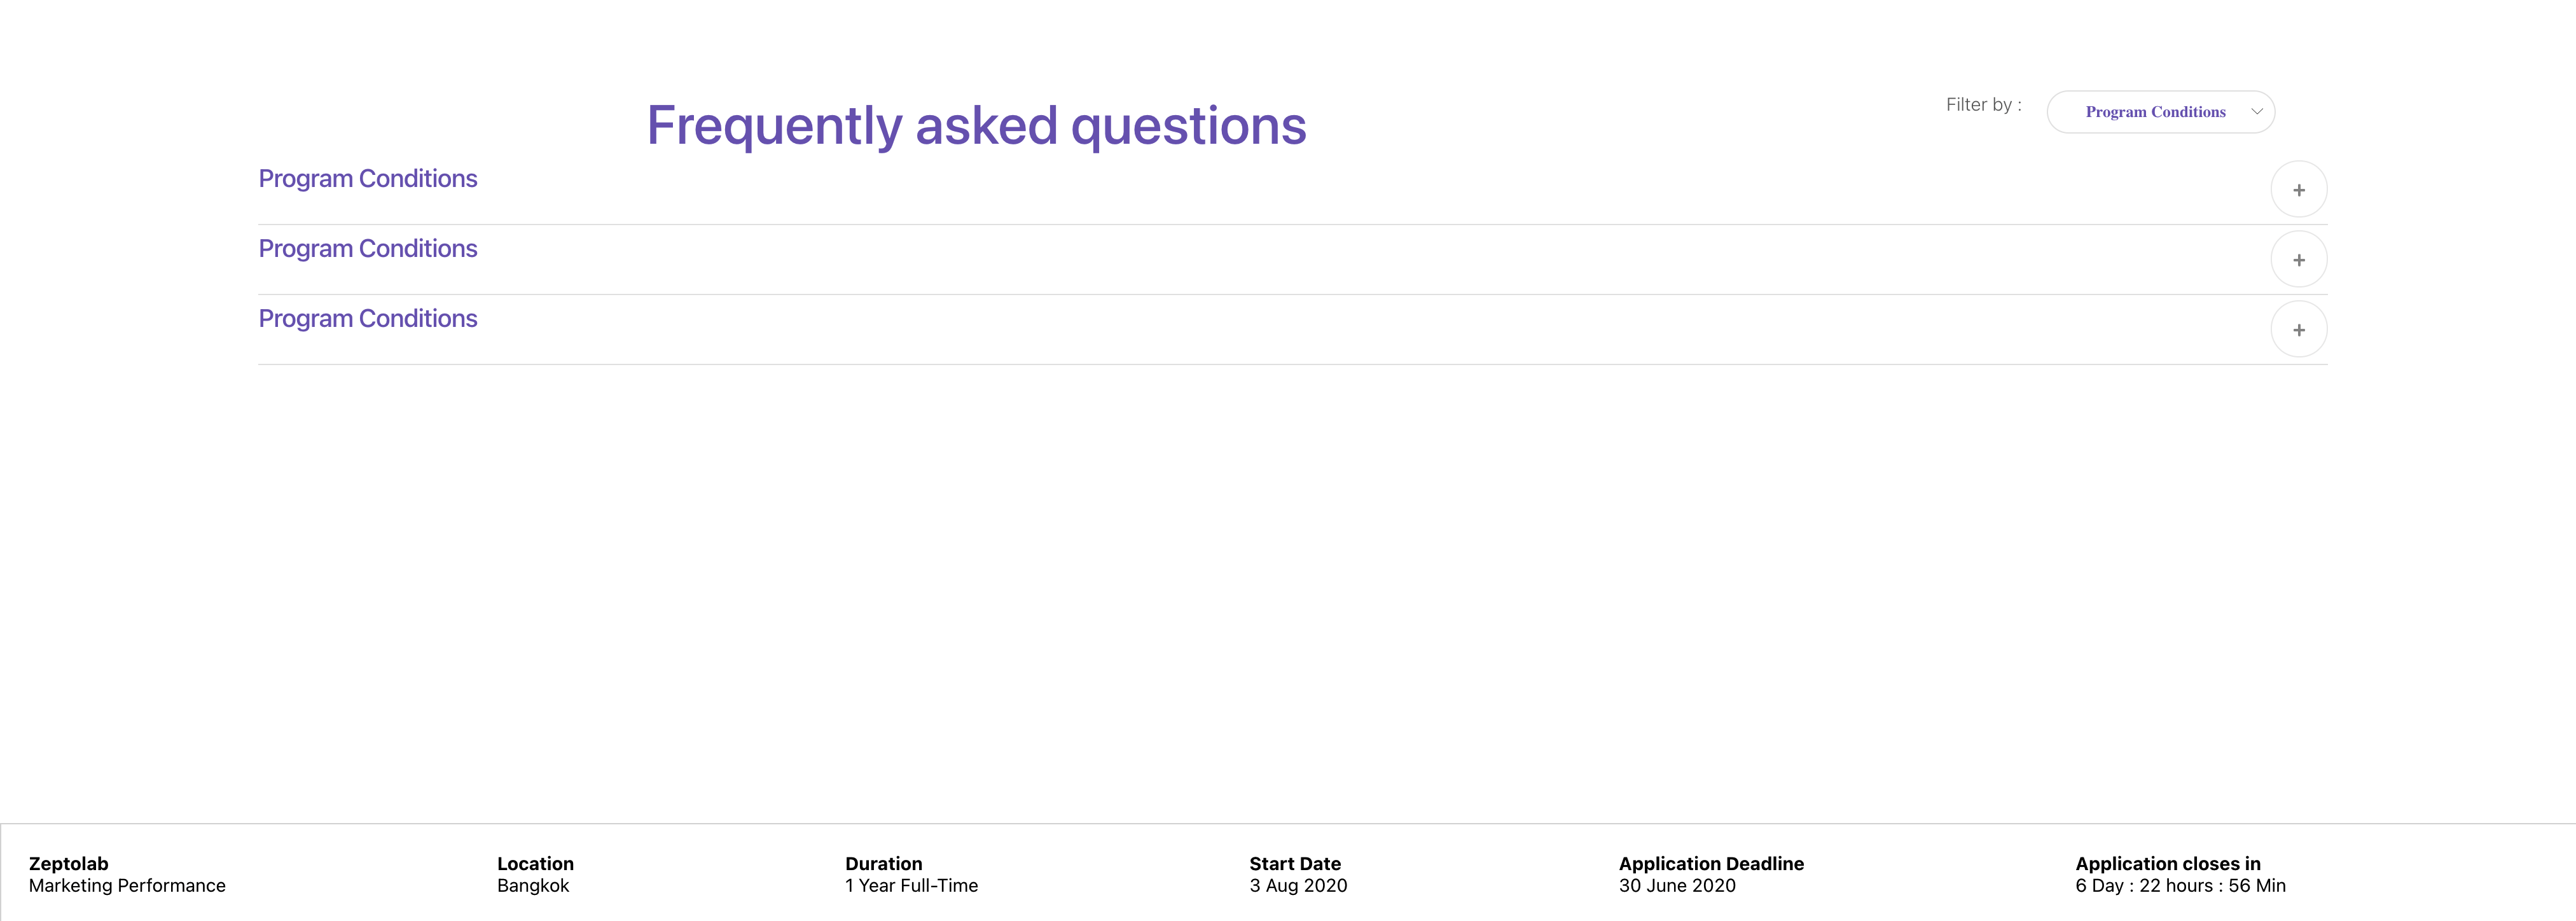 Frequently asked questions
Filter by :
Program Conditions
Program Conditions
+
Program Conditions
+
Program Conditions
+
Zeptolab
Marketing Performance
Location
Bangkok
Duration
1 Year Full-Time
Start Date
3 Aug 2020
Application Deadline
30 June 2020
Application closes in
6 Day : 22 hours : 56 Min